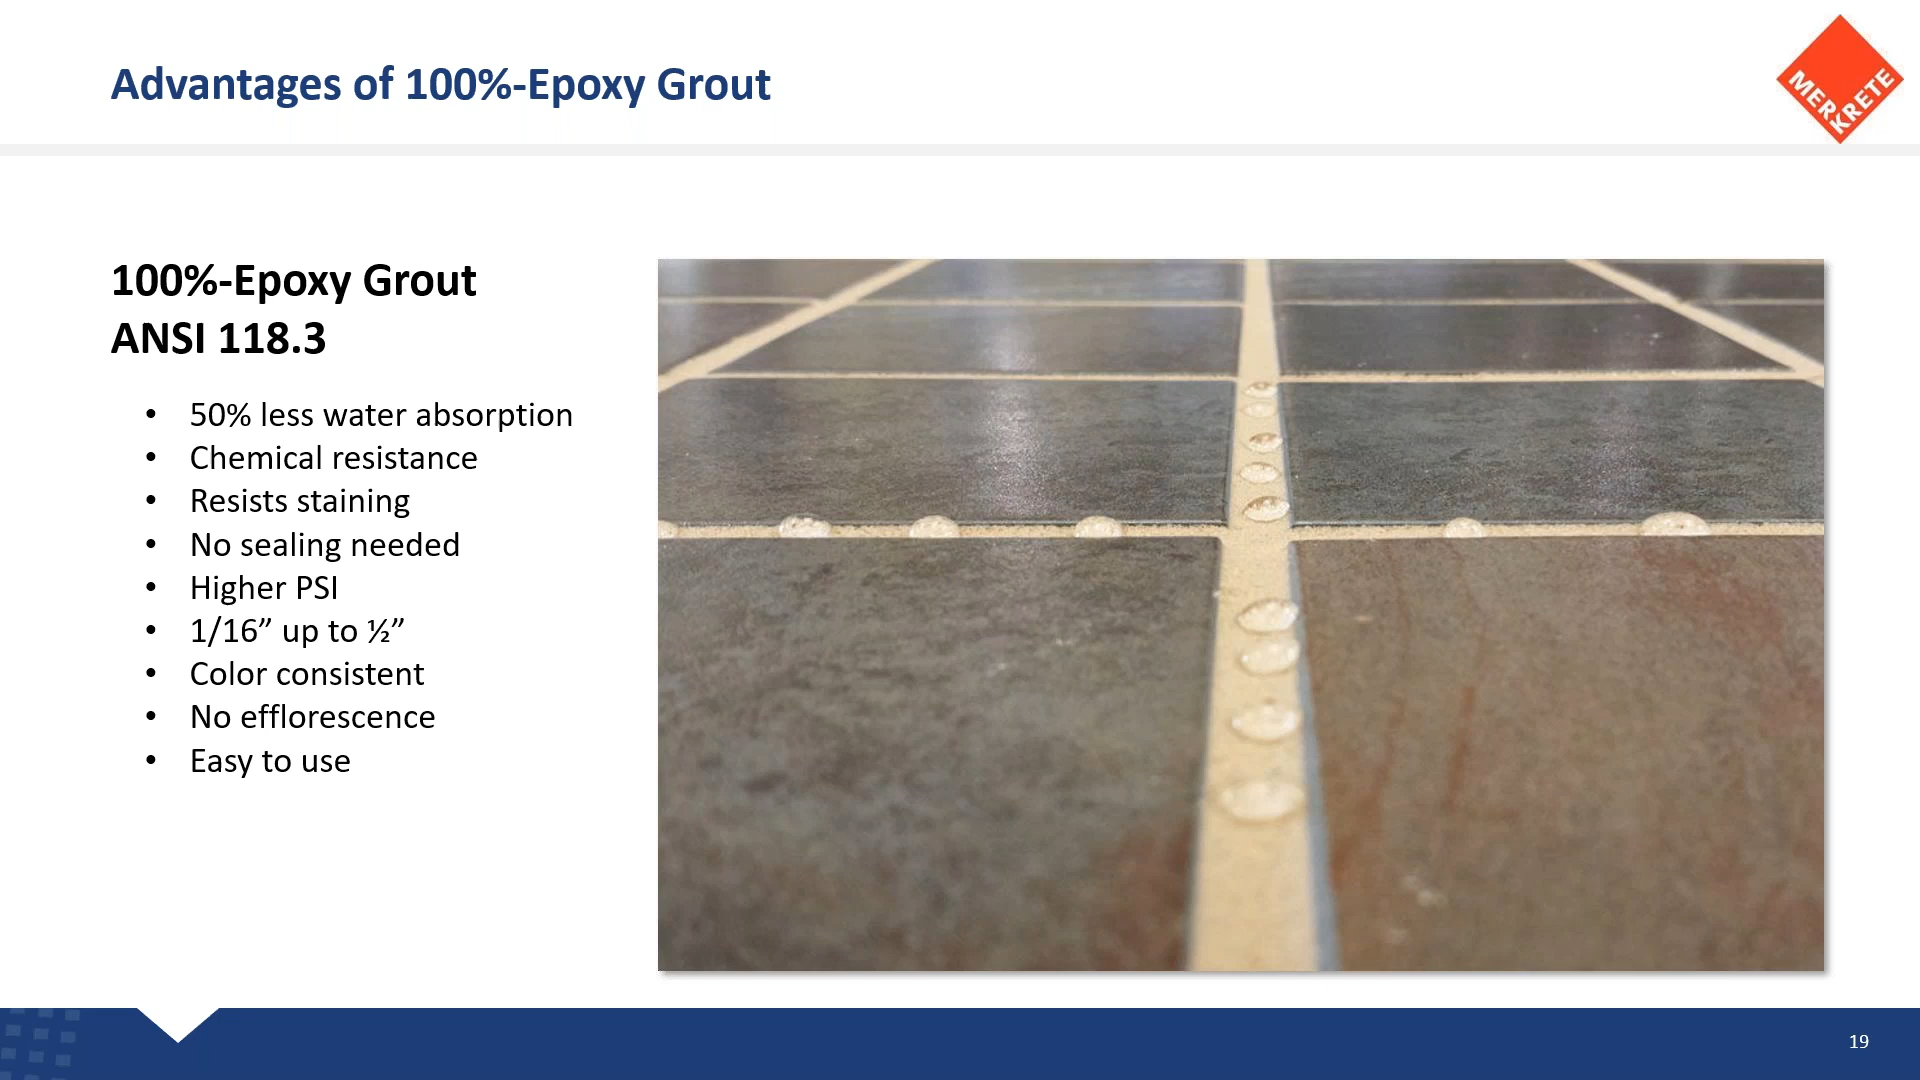 Advantages of 100%-Epoxy Grout
MERKRETE
100%-Epoxy Grout
ANSI 118.3
• 50% less water absorption
• Chemical resistance
• Resists staining
• No sealing needed
• Higher PSI
• 1/16” up to ½”
• Color consistent
• No efflorescence
• Easy to use
19